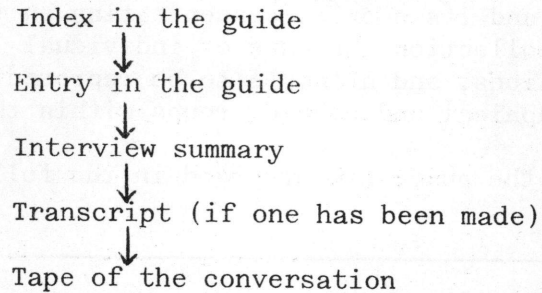 Index in the guide
Entry in the guide
Interview summary
Transcript (if one has been made)
Tape of the conversation